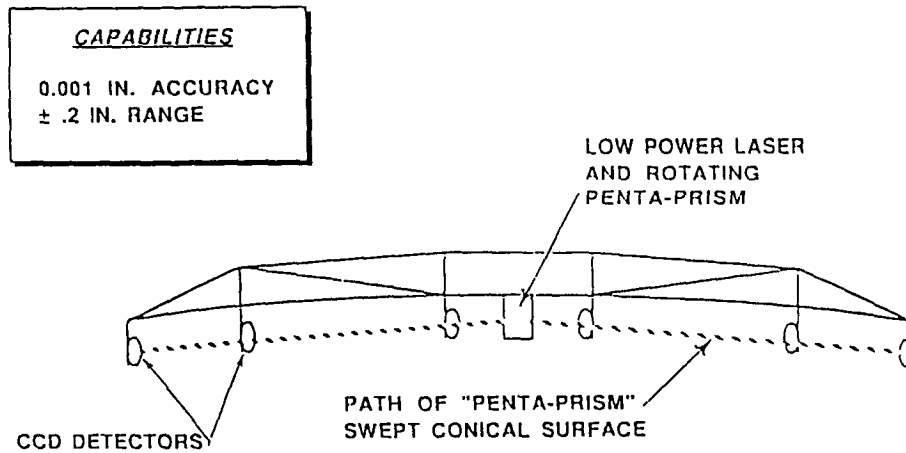 CAPABILITIES
0.001 IN. ACCURACY
± .2 IN. RANGE
LOW POWER LASER
AND ROTATING
PENTA-PRISM
PATH OF "PENTA-PRISM"
SWEPT CONICAL SURFACE
CCD DETECTORS